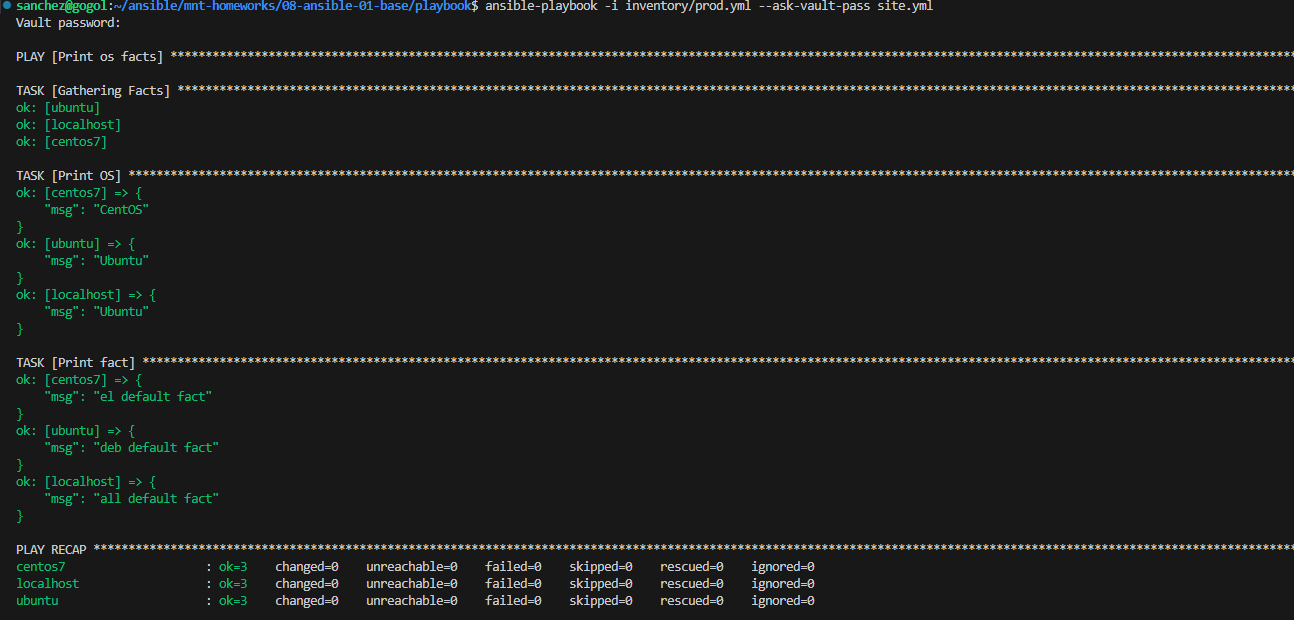 sanchez@gogol:~/ansible/mnt-homeworks/08-ansible-01-base/playbook$ ansible-playbook -i inventory/prod.yml --ask-vault-pass site.yml
Vault password:
PLAY [Print os facts] ****************************************************************************************************************************************************************
TASK [Gathering Facts] ***************************************************************************************************************************************************************
ok: [ubuntu]
ok: [localhost]
ok: [centos7]
TASK [Print OS] **********************************************************************************************************************************************************************
ok: [centos7] => {
    "msg": "CentOS"
}
ok: [ubuntu] => {
    "msg": "Ubuntu"
}
ok: [localhost] => {
    "msg": "Ubuntu"
}
TASK [Print fact] ********************************************************************************************************************************************************************
ok: [centos7] => {
    "msg": "el default fact"
}
ok: [ubuntu] => {
    "msg": "deb default fact"
}
ok: [localhost] => {
    "msg": "all default fact"
}
PLAY RECAP ***************************************************************************************************************************************************************************
centos7                    : ok=3    changed=0    unreachable=0    failed=0    skipped=0    rescued=0    ignored=0
localhost                  : ok=3    changed=0    unreachable=0    failed=0    skipped=0    rescued=0    ignored=0
ubuntu                     : ok=3    changed=0    unreachable=0    failed=0    skipped=0    rescued=0    ignored=0